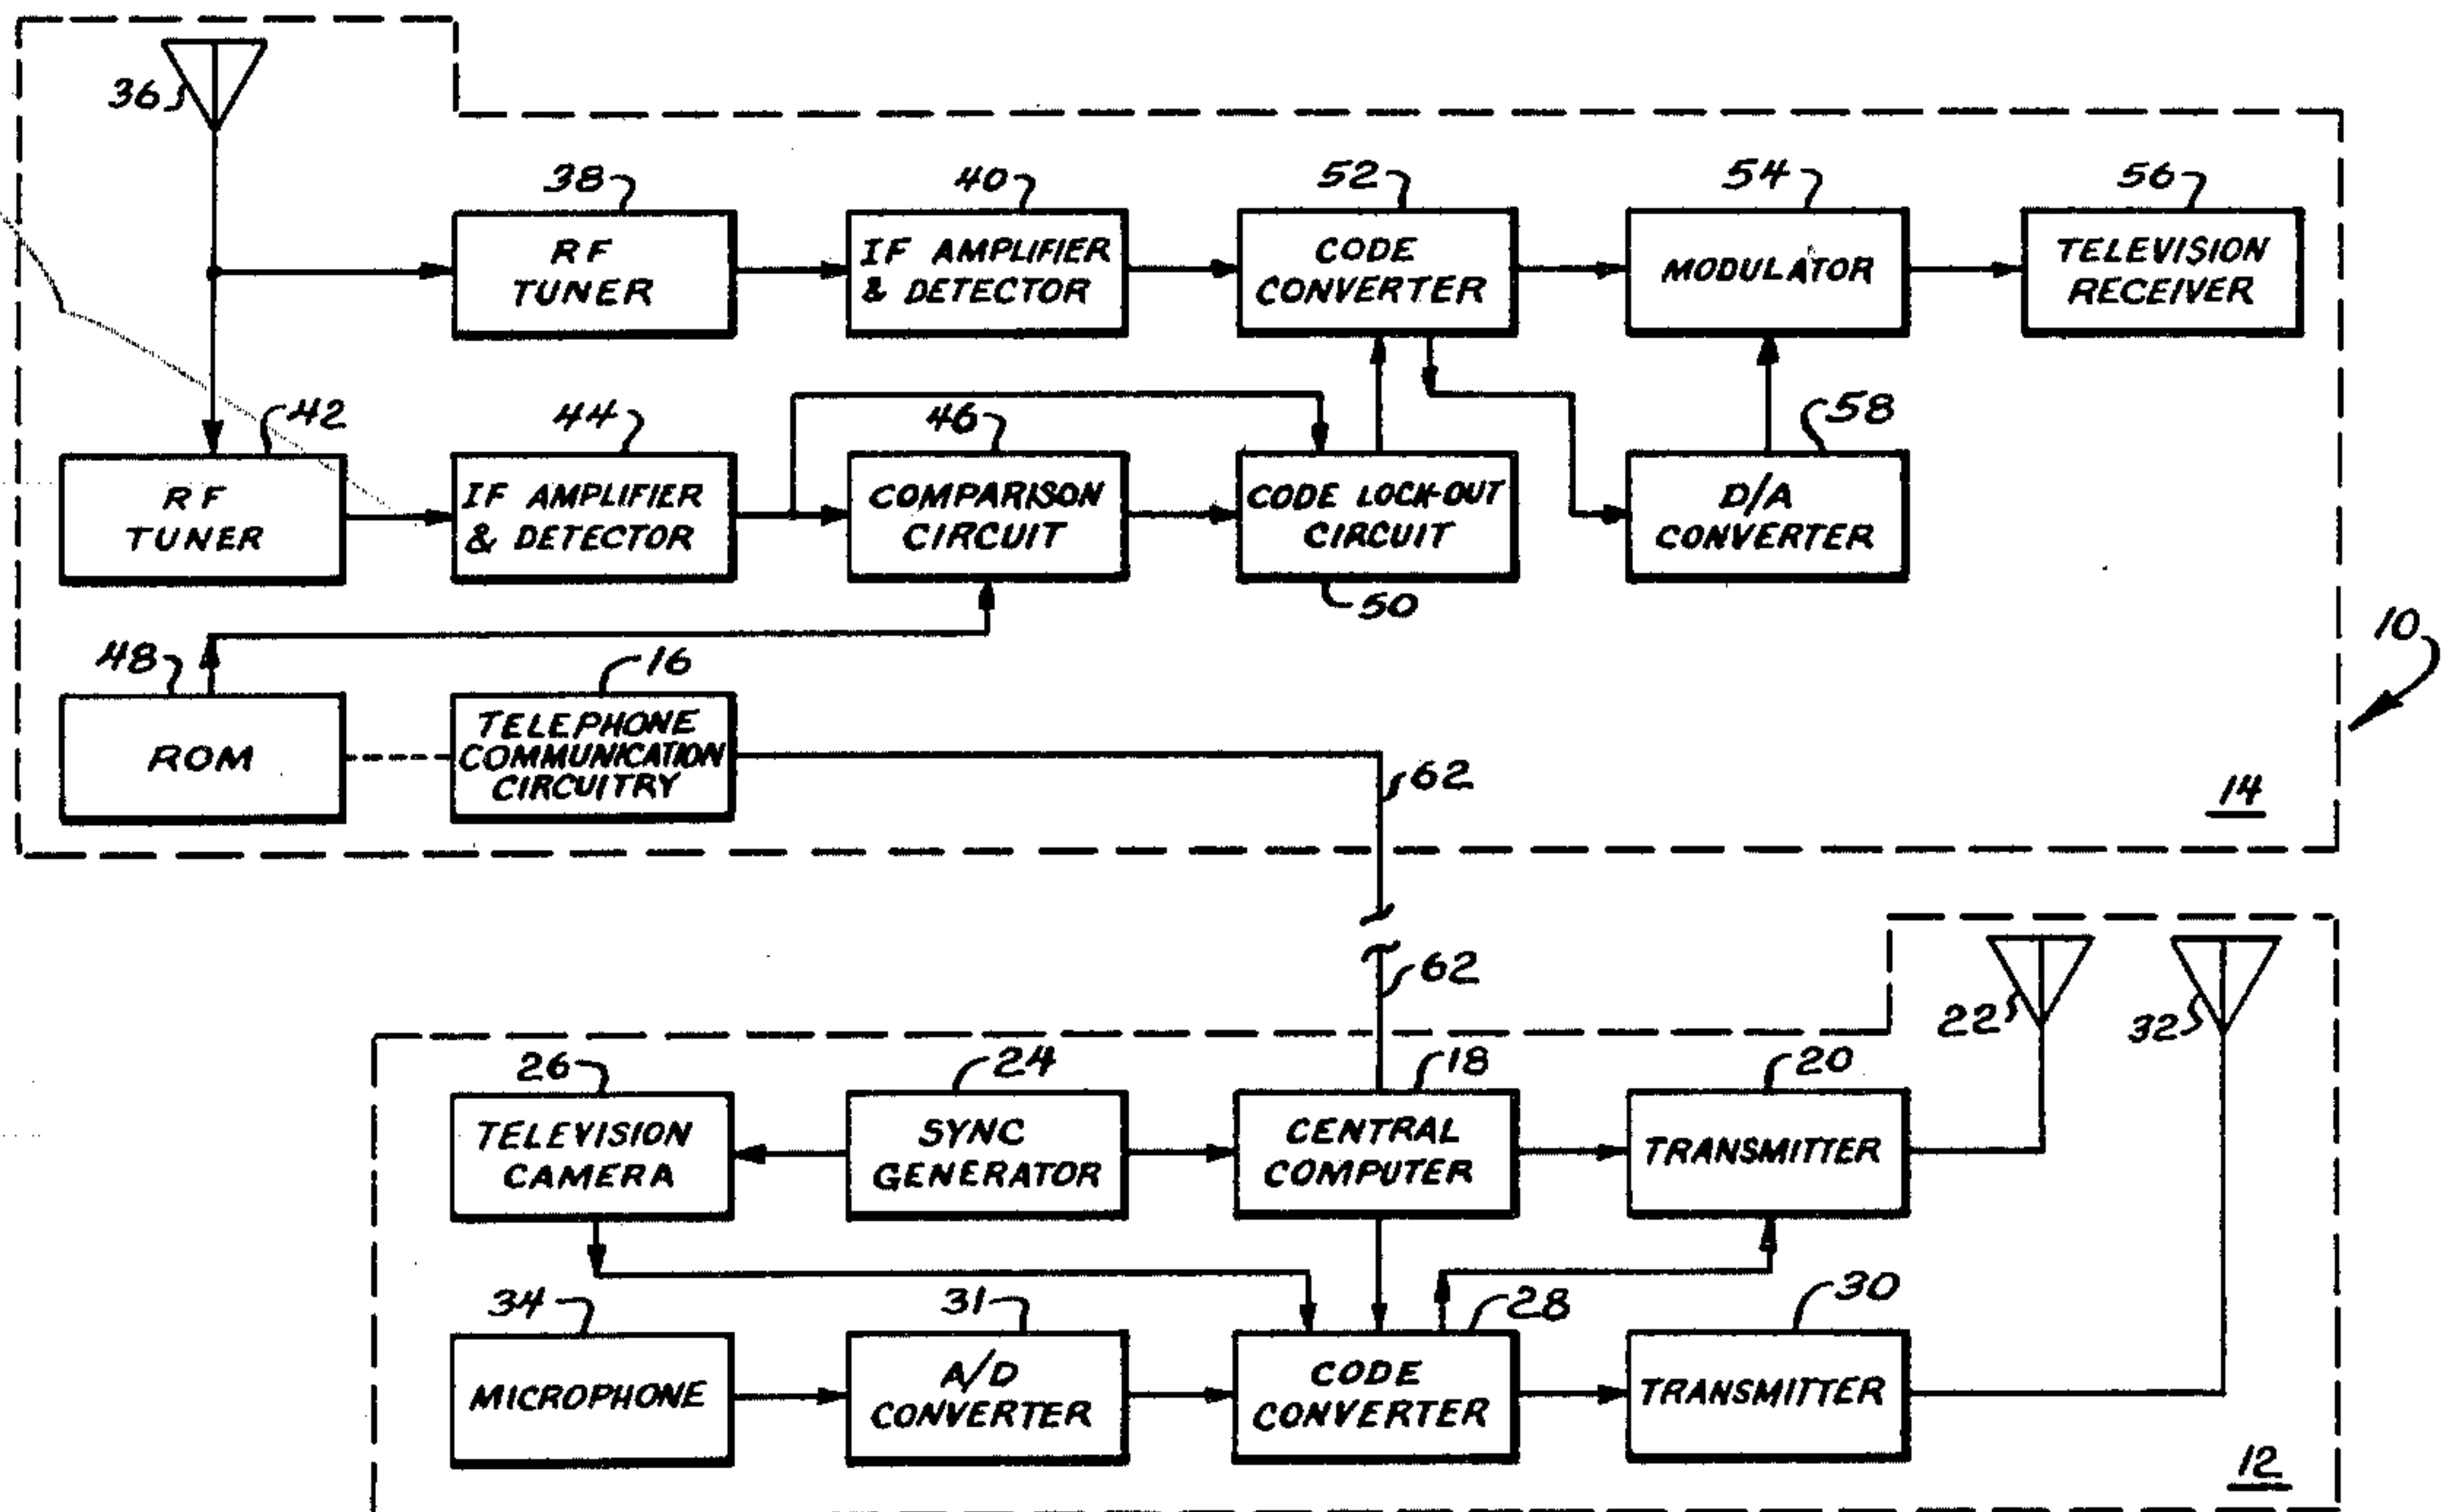 36
38
40
52
54
56
RF
TUNER
IF AMPLIFIER
& DETECTOR
CODE
CONVERTER
MODULATOR
TELEVISION
RECEIVER
42
44
46
58
RF
TUNER
IF AMPLIFIER
& DETECTOR
COMPARISON
CIRCUIT
CODE LOCK-OUT
CIRCUIT
D/A
CONVERTER
50
10
48
16
ROM
TELEPHONE
COMMUNICATION
CIRCUITRY
62
14
62
22
32
26
24
18
20
TELEVISION
CAMERA
SYNC
GENERATOR
CENTRAL
COMPUTER
TRANSMITTER
34
31
28
30
MICROPHONE
A/D
CONVERTER
CODE
CONVERTER
TRANSMITTER
12